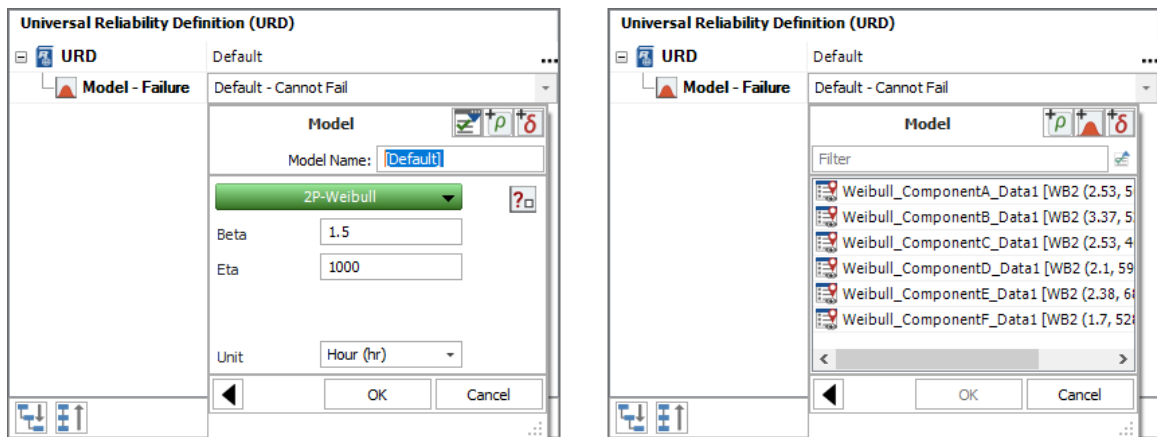 Universal Reliability Definition (URD)
URD Default ...
Model - Failure Default - Cannot Fail
Model +ρ +δ
Model Name: [Default]
2P-Weibull ?
Beta 1.5
Eta 1000
Unit Hour (hr)
OK Cancel
Universal Reliability Definition (URD)
URD Default ...
Model - Failure Default - Cannot Fail
Model +ρ + +δ
Filter
Weibull_ComponentA_Data1 [WB2 (2.53, 5
Weibull_ComponentB_Data1 [WB2 (3.37, 5
Weibull_ComponentC_Data1 [WB2 (2.53, 4
Weibull_ComponentD_Data1 [WB2 (2.1, 59
Weibull_ComponentE_Data1 [WB2 (2.38, 6
Weibull_ComponentF_Data1 [WB2 (1.7, 528
OK Cancel